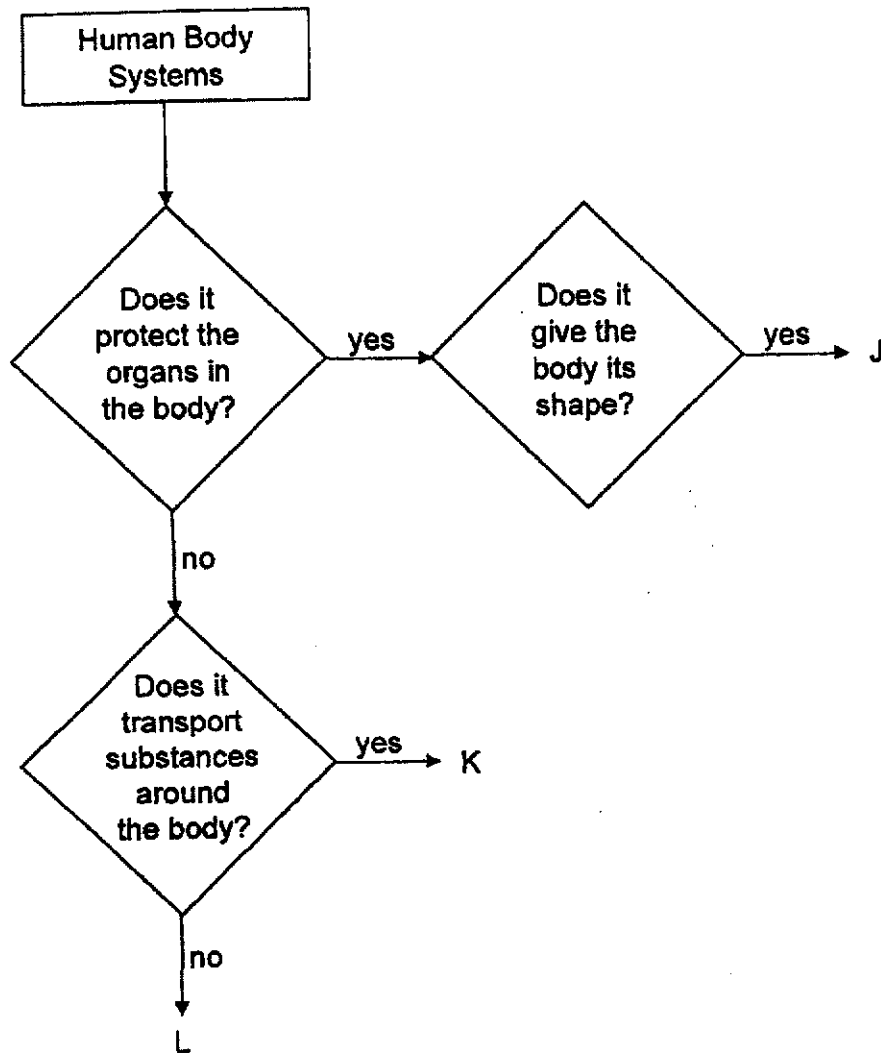 Human Body
Systems
Does it
protect the
organs in
the body?
yes
Does it
give the
body its
shape?
yes
J
no
Does it
transport
substances
around
the body?
yes
K
no
L